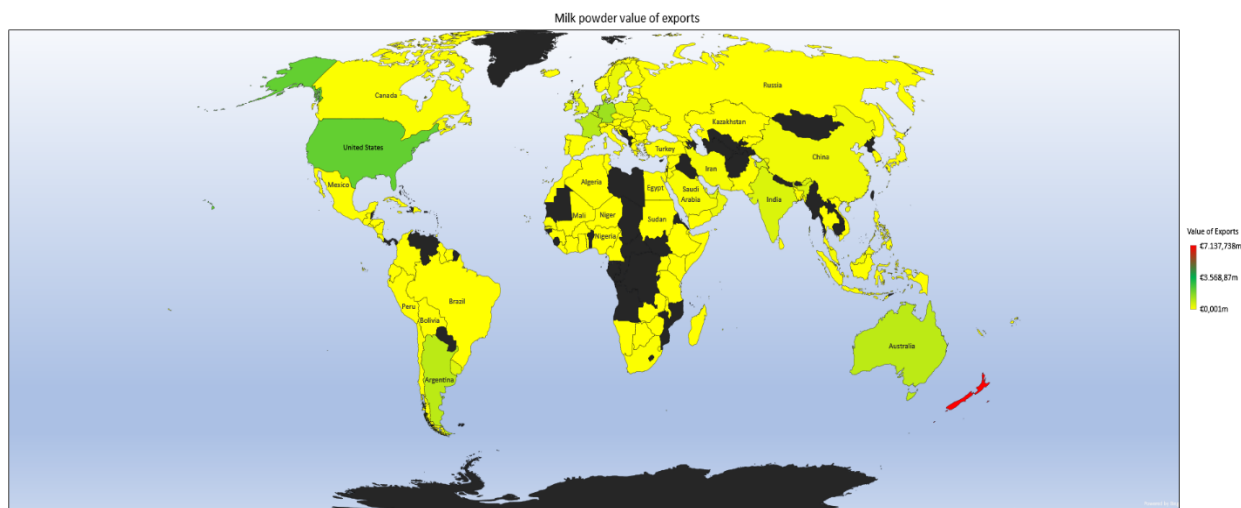 Milk powder value of exports
Canada
Russia
United States
Kazakhstan
Turkey
China
Mexico
Algeria
Egypt
Iran
Saudi
Arabia
India
Mali
Niger
Sudan
Nigeria
Brazil
Peru
Bolivia
Argentina
Australia
Value of Exports
€7.137,738m
€3.568,87m
€0,001m